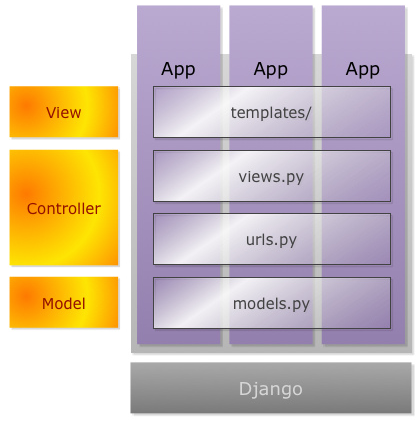 App App App
View templates/
views.py
Controller
urls.py
Model models.py
Django